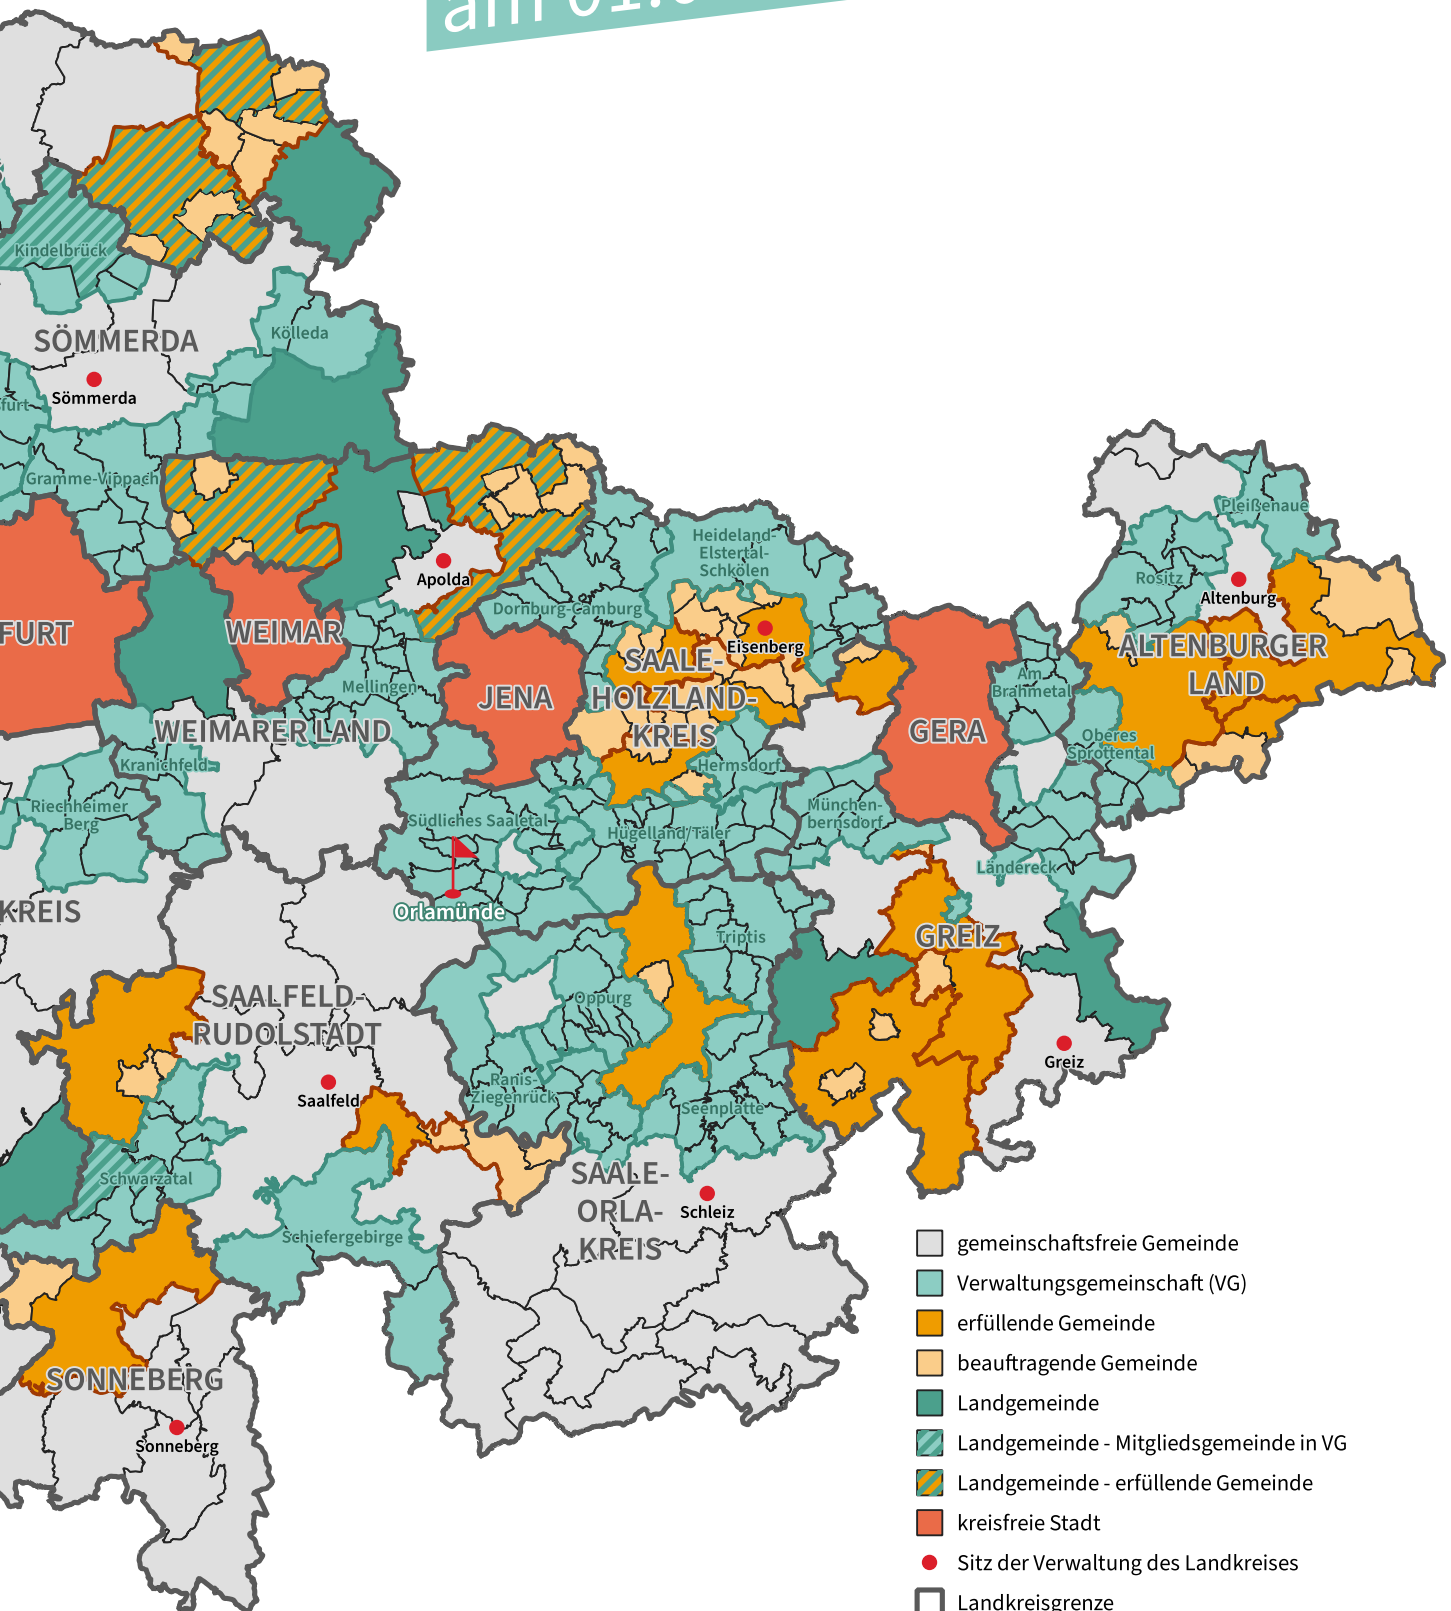 am 01.0
Kindelbrück
SÖMMERDA
Kölleda
Sömmerda
furt
Gramme-Vippach
Pleißenaue
Heideland-
Elstertal-
Schkölen
Apolda
Rositz
Altenburg
Dornburg-Camburg
FURT
WEIMAR
Eisenberg
ALTENBURGER
LAND
SAALE-
HOLZLAND-
KREIS
Mellingen
JENA
Am
Brahmetal
WEIMARER LAND
GERA
Oberes
Sprottental
Kranichfeld
Hermsdorf
Riechheimer
Berg
München-
bernsdorf
Südliches Saaletal
Hügelland/Täler
Ländereck
KREIS
Orlamünde
Triptis
GREIZ
SAALFELD-
RUDOLSTADT
Oppurg
Greiz
Saalfeld
Ranis-
Ziegenrück
Seenplatte
Schwarzatal
SAALE-
ORLA-
KREIS
Schleiz
Schiefergebirge
SONNEBERG
Sonneberg
gemeinschaftsfreie Gemeinde
Verwaltungsgemeinschaft (VG)
erfüllende Gemeinde
beauftragende Gemeinde
Landgemeinde
Landgemeinde - Mitgliedsgemeinde in VG
Landgemeinde - erfüllende Gemeinde
kreisfreie Stadt
Sitz der Verwaltung des Landkreises
Landkreisgrenze